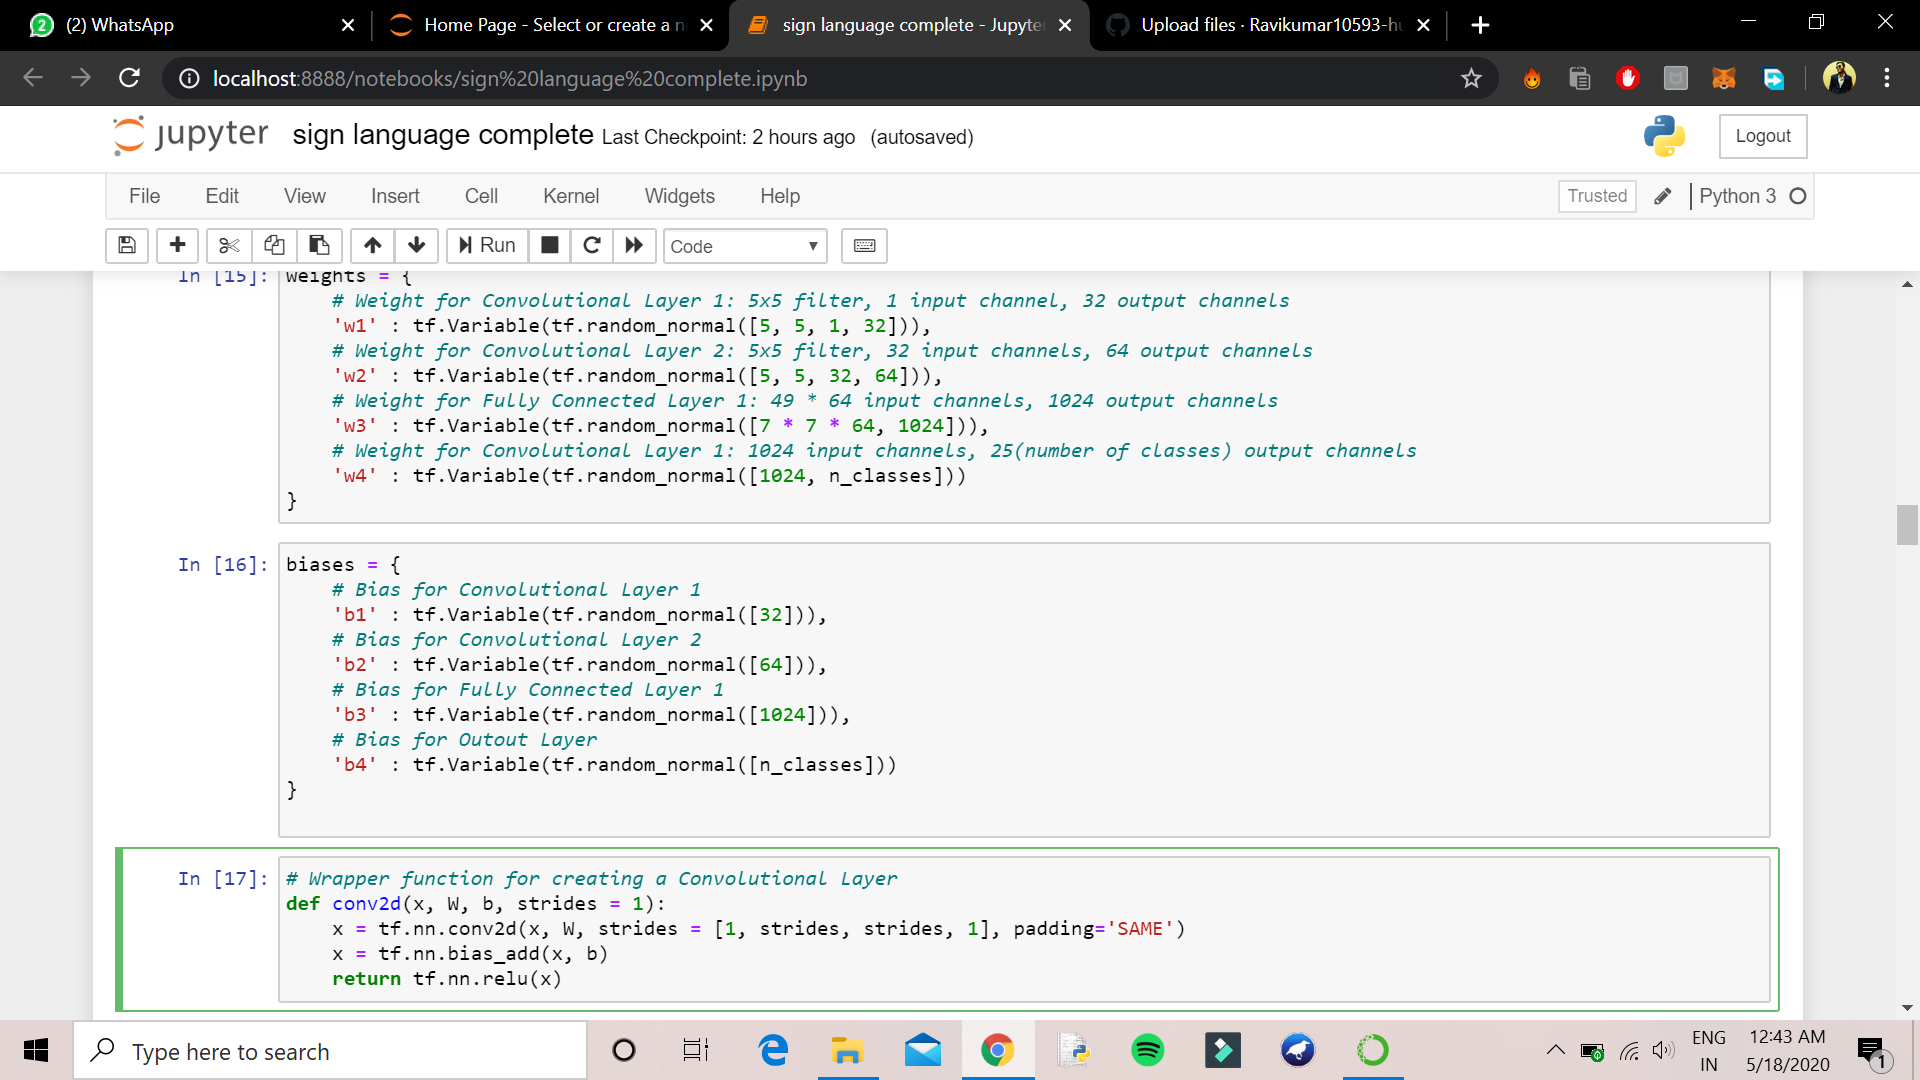 2
(2) WhatsApp
Home Page - Select or create a n
sign language complete - Jupyter
Upload files · Ravikumar10593-hu
localhost:8888/notebooks/sign%20language%20complete.ipynb
jupyter sign language complete Last Checkpoint: 2 hours ago (autosaved)
Logout
File Edit View Insert Cell Kernel Widgets Help
Trusted Python 3
Run Code
In [15]: weights = {
# Weight for Convolutional Layer 1: 5x5 filter, 1 input channel, 32 output channels
'w1' : tf.Variable(tf.random_normal([5, 5, 1, 32])),
# Weight for Convolutional Layer 2: 5x5 filter, 32 input channels, 64 output channels
'w2' : tf.Variable(tf.random_normal([5, 5, 32, 64])),
# Weight for Fully Connected Layer 1: 49 * 64 input channels, 1024 output channels
'w3' : tf.Variable(tf.random_normal([7 * 7 * 64, 1024])),
# Weight for Convolutional Layer 1: 1024 input channels, 25(number of classes) output channels
'w4' : tf.Variable(tf.random_normal([1024, n_classes]))
}
In [16]: biases = {
# Bias for Convolutional Layer 1
'b1' : tf.Variable(tf.random_normal([32])),
# Bias for Convolutional Layer 2
'b2' : tf.Variable(tf.random_normal([64])),
# Bias for Fully Connected Layer 1
'b3' : tf.Variable(tf.random_normal([1024])),
# Bias for Outout Layer
'b4' : tf.Variable(tf.random_normal([n_classes]))
}
In [17]: # Wrapper function for creating a Convolutional Layer
def conv2d(x, W, b, strides = 1):
x = tf.nn.conv2d(x, W, strides = [1, strides, strides, 1], padding='SAME')
x = tf.nn.bias_add(x, b)
return tf.nn.relu(x)
Type here to search
ENG
IN
12:43 AM
5/18/2020
1